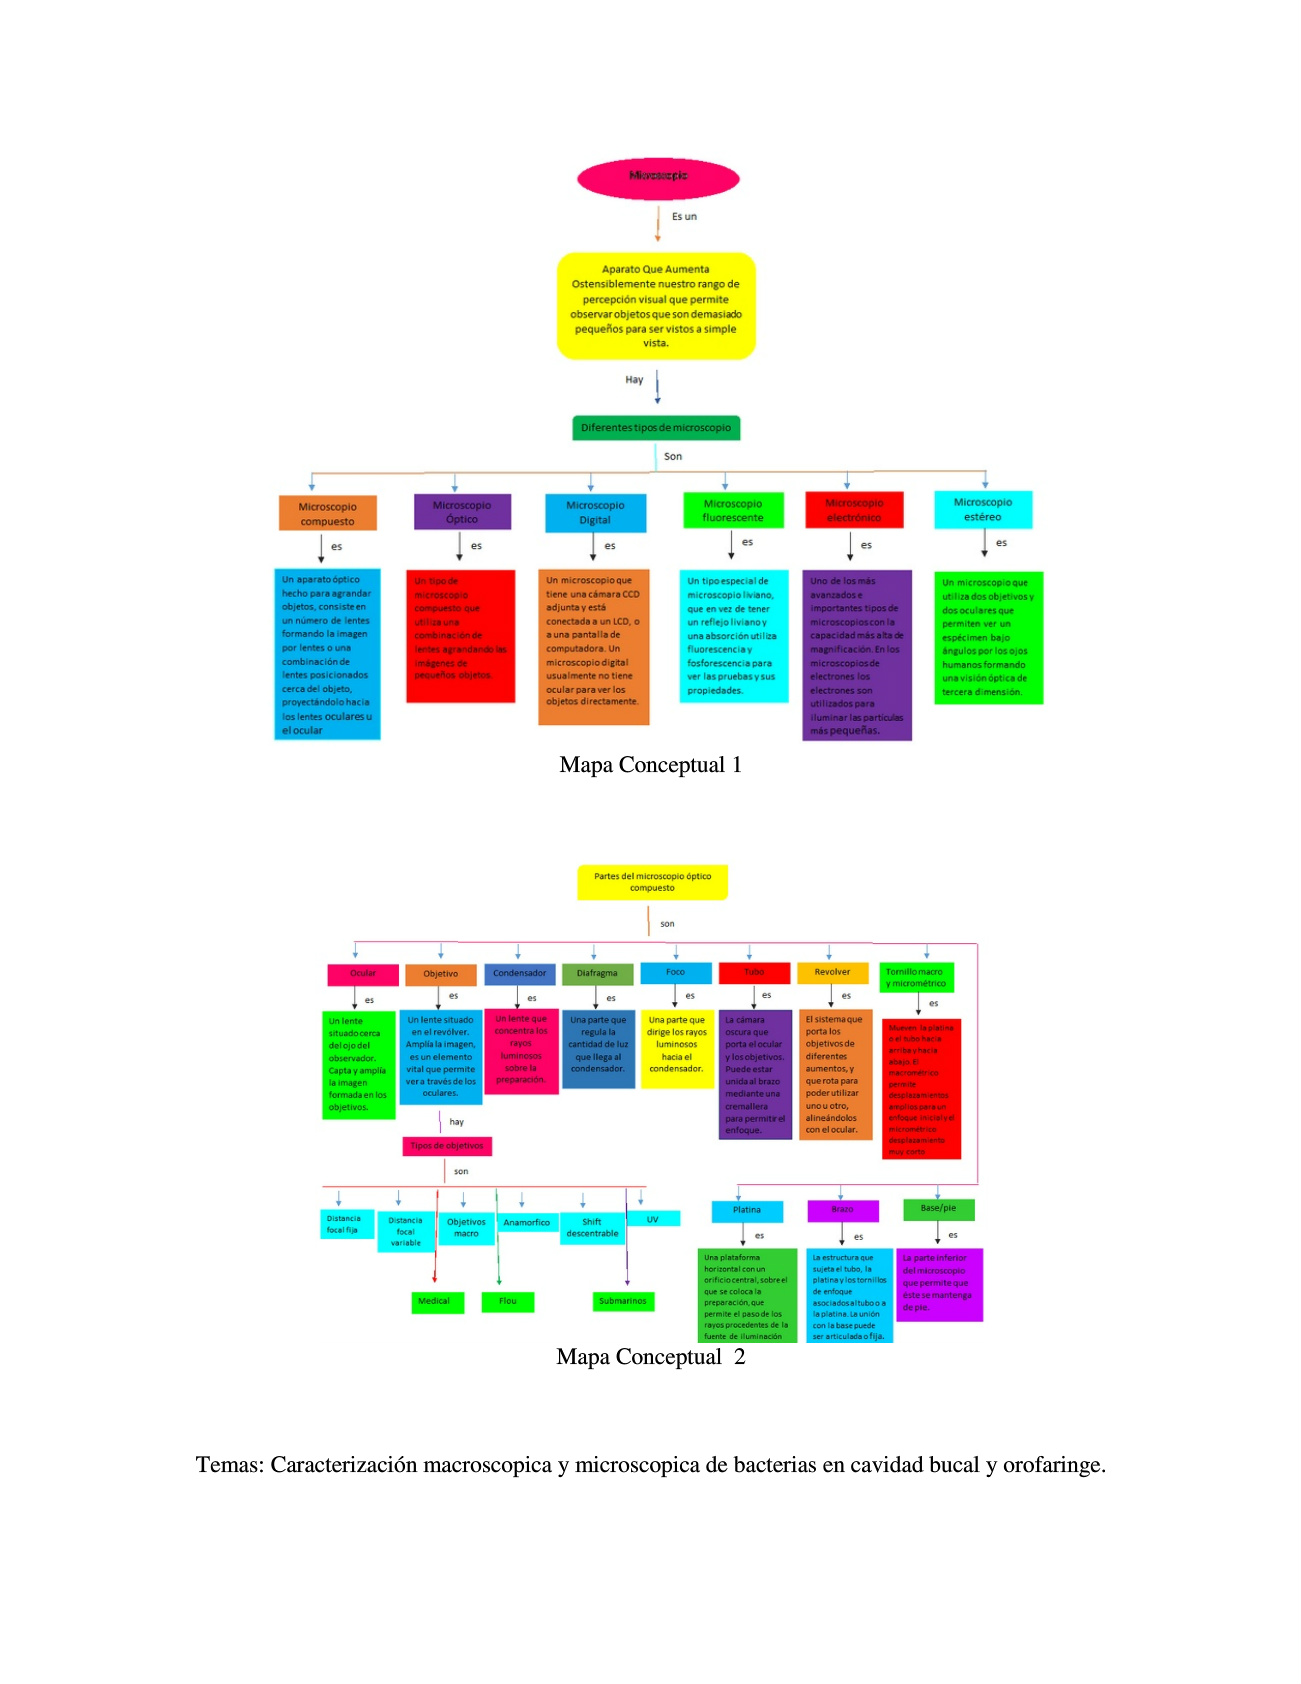 Microscopio
Es un
Aparato Que Aumenta
Ostensiblemente nuestro rango de
percepción visual que permite
observar objetos que son demasiado
pequeños para ser vistos a simple
vista.
Hay
Diferentes tipos de microscopio
Son
Microscopio
compuesto
es
Un aparato óptico
hecho para agrandar
objetos, consiste en
un número de lentes
formando la imagen
por lentes o una
combinación de
lentes posicionados
cerca del objeto,
proyectándolo hacia
los lentes oculares u
el ocular
Microscopio
Óptico
es
Un tipo de
microscopio
compuesto que
utiliza una
combinación de
lentes agrandando las
imágenes de
pequeños objetos.
Microscopio
Digital
es
Un microscopio que
tiene una cámara CCD
adjunta y está
conectada a un LCD, o
a una pantalla de
computadora. Un
microscopio digital
usualmente no tiene
ocular para ver los
objetos directamente.
Microscopio
fluorescente
es
Un tipo especial de
microscopio liviano,
que en vez de tener
un reflejo liviano y
una absorción utiliza
fluorescencia y
fosforescencia para
ver las pruebas y sus
propiedades.
Microscopio
electrónico
es
Uno de los más
avanzados e
importantes tipos de
microscopios con la
capacidad más alta de
magnificación. En los
microscopios de
electrones los
electrones son
utilizados para
iluminar las partículas
más pequeñas.
Microscopio
estéreo
es
Un microscopio que
utiliza dos objetivos y
dos oculares que
permiten ver un
espécimen bajo
ángulos por los ojos
humanos formando
una visión óptica de
tercera dimensión.
Mapa Conceptual 1
Partes del microscopio óptico
compuesto
son
Ocular
es
Un lente
situado cerca
del ojo del
observador.
Capta y amplía
la imagen
formada en los
objetivos.
Objetivo
es
Un lente situado
en el revólver.
Amplía la imagen,
es un elemento
vital que permite
ver a través de los
oculares.
Condensador
es
Un lente que
concentra los
rayos
luminosos
sobre la
preparación.
Diafragma
es
Una parte que
regula la
cantidad de luz
que llega al
condensador.
Foco
es
Una parte que
dirige los rayos
luminosos
hacia el
condensador.
Tubo
es
La cámara
oscura que
porta el ocular
y los objetivos.
Puede estar
unida al brazo
mediante una
cremallera
para permitir el
enfoque.
Revolver
es
El sistema que
porta los
objetivos de
diferentes
aumentos, y
que rota para
poder utilizar
uno u otro,
alineándolos
con el ocular.
Tornillo macro
y micrométrico
es
Mueven la platina
o el tubo hacia
arriba y hacia
abajo. El
macrométrico
permite
desplazamientos
amplios para un
enfoque inicial y el
micrométrico
desplazamiento
muy corto
hay
Tipos de objetivos
son
Distancia
focal fija
Distancia
focal
variable
Objetivos
macro
Anamorfico
Shift
descentrable
UV
Medical
Flou
Submarinos
Platina
es
Una plataforma
horizontal con un
orificio central, sobre el
que se coloca la
preparación, que
permite el paso de los
rayos procedentes de la
fuente de iluminación
Brazo
es
La estructura que
sujeta el tubo, la
platina y los tornillos
de enfoque
asociados al tubo o a
la platina. La unión
con la base puede
ser articulada o fija.
Base/pie
es
La parte inferior
del microscopio
que permite que
éste se mantenga
de pie.
Mapa Conceptual  2
Temas: Caracterización macroscopica y microscopica de bacterias en cavidad bucal y orofaringe.